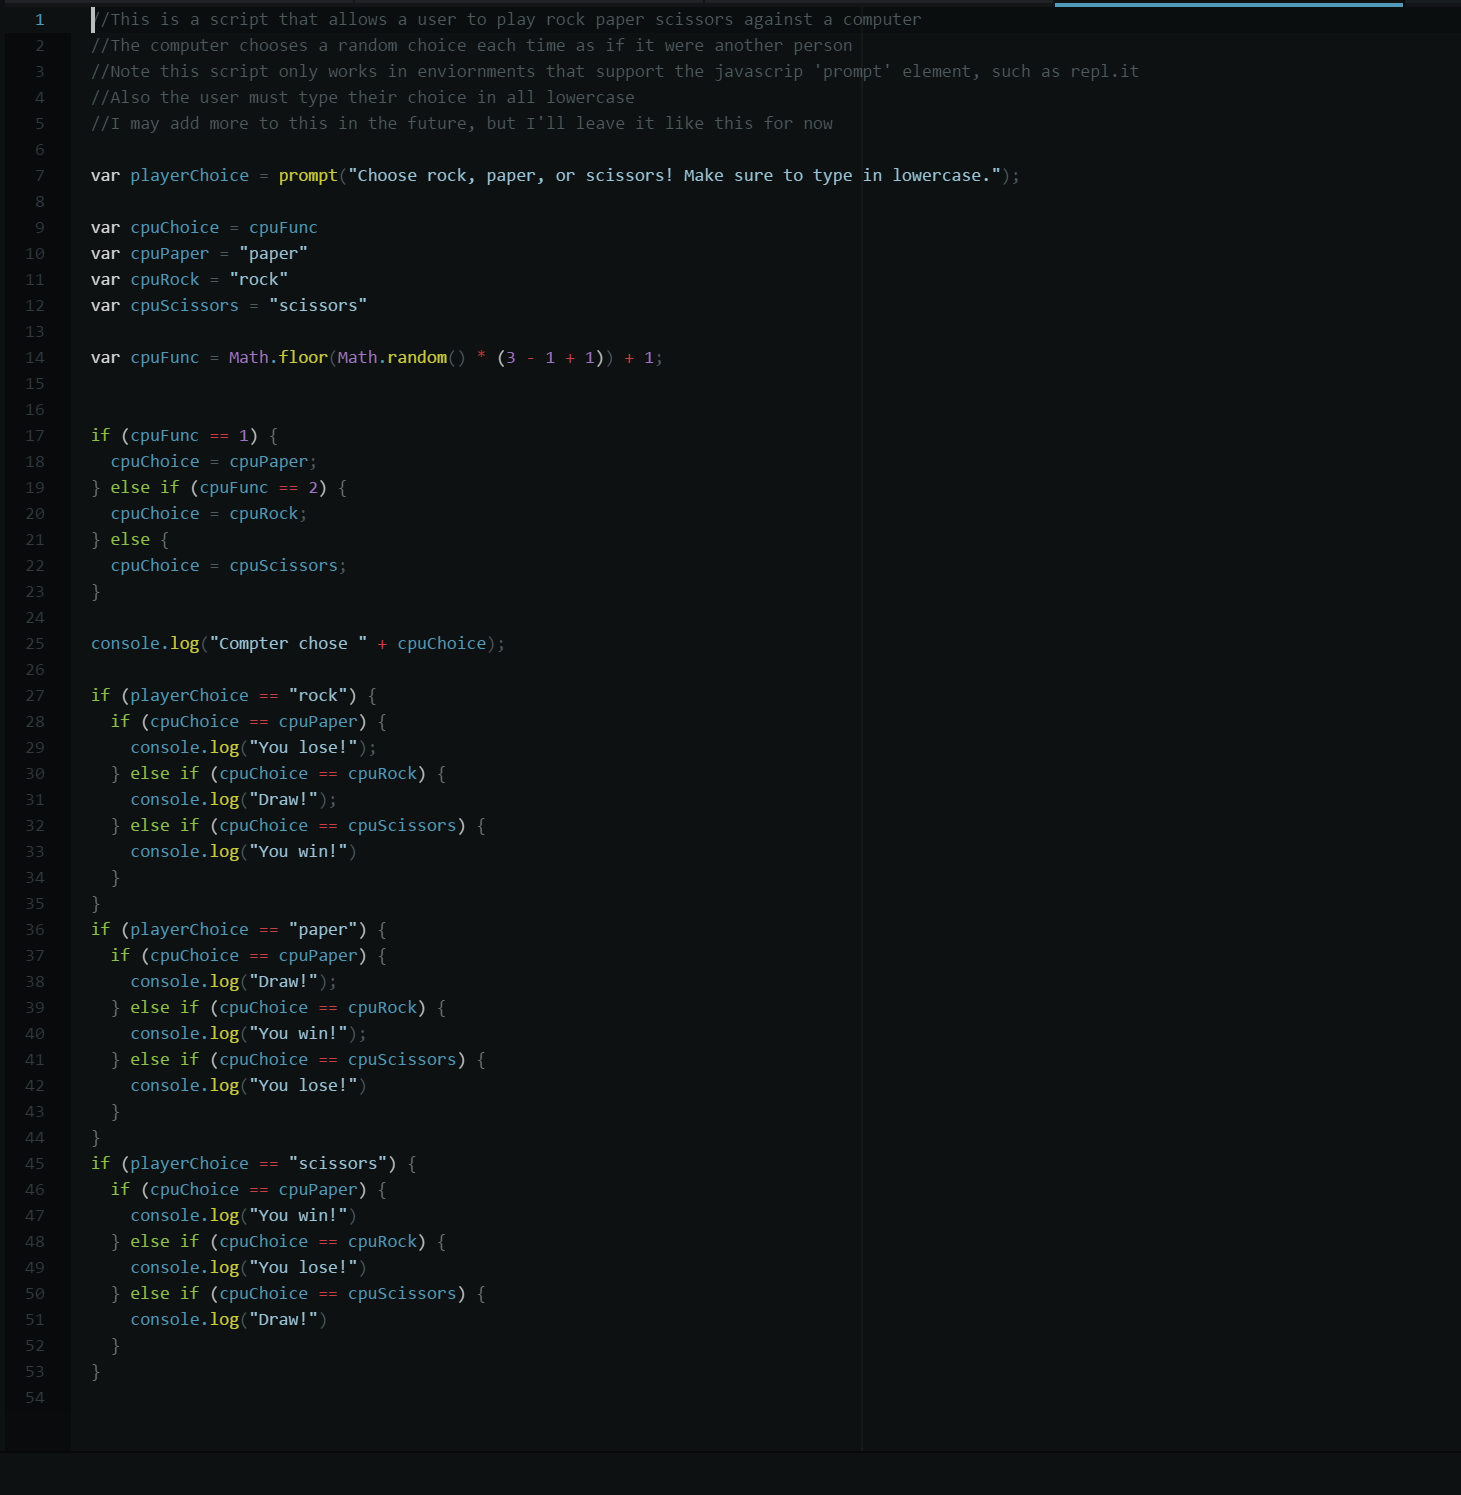 1 //This is a script that allows a user to play rock paper scissors against a computer
2 //The computer chooses a random choice each time as if it were another person
3 //Note this script only works in enviornments that support the javascrip 'prompt' element, such as repl.it
4 //Also the user must type their choice in all lowercase
5 //I may add more to this in the future, but I'll leave it like this for now
6
7 var playerChoice = prompt("Choose rock, paper, or scissors! Make sure to type in lowercase.");
8
9 var cpuChoice = cpuFunc
10 var cpuPaper = "paper"
11 var cpuRock = "rock"
12 var cpuScissors = "scissors"
13
14 var cpuFunc = Math.floor(Math.random() * (3 - 1 + 1)) + 1;
15
16
17 if (cpuFunc == 1) {
18   cpuChoice = cpuPaper;
19 } else if (cpuFunc == 2) {
20   cpuChoice = cpuRock;
21 } else {
22   cpuChoice = cpuScissors;
23 }
24
25 console.log("Compter chose " + cpuChoice);
26
27 if (playerChoice == "rock") {
28   if (cpuChoice == cpuPaper) {
29     console.log("You lose!");
30   } else if (cpuChoice == cpuRock) {
31     console.log("Draw!");
32   } else if (cpuChoice == cpuScissors) {
33     console.log("You win!")
34   }
35 }
36 if (playerChoice == "paper") {
37   if (cpuChoice == cpuPaper) {
38     console.log("Draw!");
39   } else if (cpuChoice == cpuRock) {
40     console.log("You win!");
41   } else if (cpuChoice == cpuScissors) {
42     console.log("You lose!")
43   }
44 }
45 if (playerChoice == "scissors") {
46   if (cpuChoice == cpuPaper) {
47     console.log("You win!")
48   } else if (cpuChoice == cpuRock) {
49     console.log("You lose!")
50   } else if (cpuChoice == cpuScissors) {
51     console.log("Draw!")
52   }
53 }
54